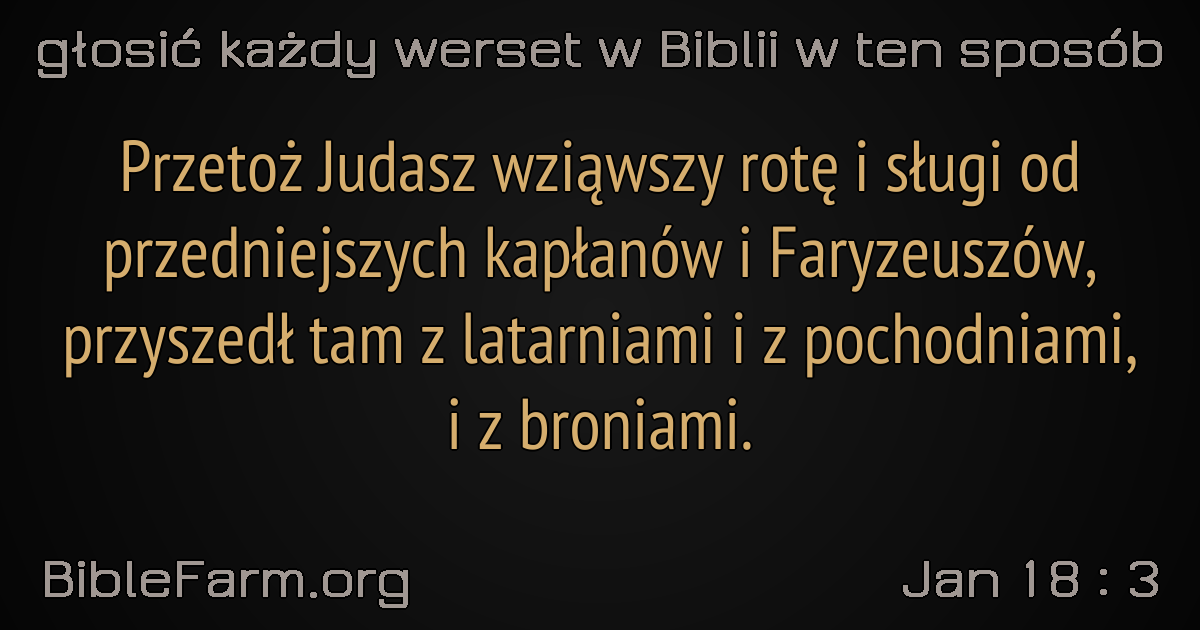 głosić każdy werset w Biblii w ten sposób
Przetoż Judasz wziąwszy rotę i sługi od
przedniejszych kapłanów i Faryzeuszów,
przyszedł tam z latarniami i z pochodniami,
i z broniami.
BibleFarm.org
Jan 18 : 3